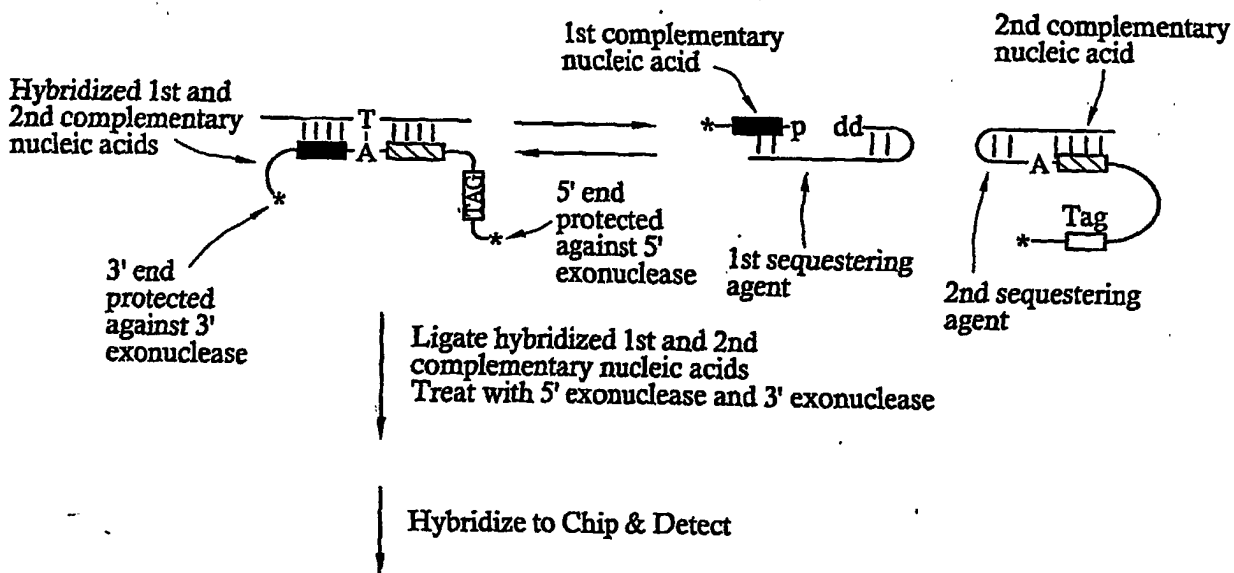 1st complementary
nucleic acid
2nd complementary
nucleic acid
Hybridized 1st and
2nd complementary
nucleic acids
T
A
TAG
*
*
* p dd
A
Tag
*
3' end
protected
against 3'
exonuclease
5' end
protected
against 5'
exonuclease
1st sequestering
agent
2nd sequestering
agent
Ligate hybridized 1st and 2nd
complementary nucleic acids
Treat with 5' exonuclease and 3' exonuclease
Hybridize to Chip & Detect